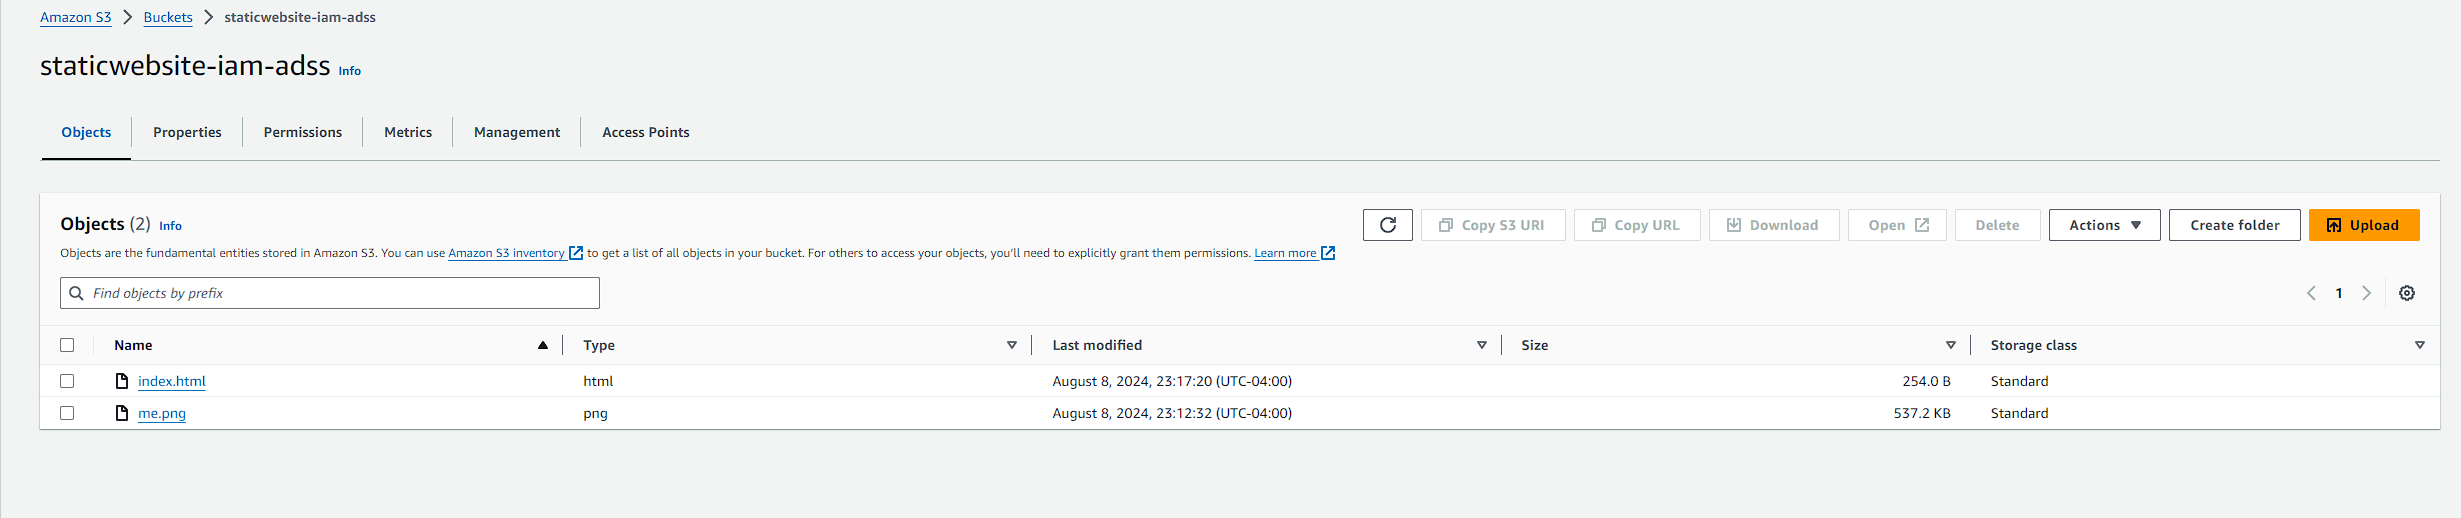 Amazon S3 > Buckets > staticwebsite-iam-adss
staticwebsite-iam-adss Info
Objects Properties Permissions Metrics Management Access Points
Objects (2) Info
Copy S3 URI Copy URL Download Open Delete Actions Create folder Upload
Objects are the fundamental entities stored in Amazon S3. You can use Amazon S3 inventory to get a list of all objects in your bucket. For others to access your objects, you'll need to explicitly grant them permissions. Learn more
Find objects by prefix
1
Name Type Last modified Size Storage class
index.html html August 8, 2024, 23:17:20 (UTC-04:00) 254.0 B Standard
me.png png August 8, 2024, 23:12:32 (UTC-04:00) 537.2 KB Standard